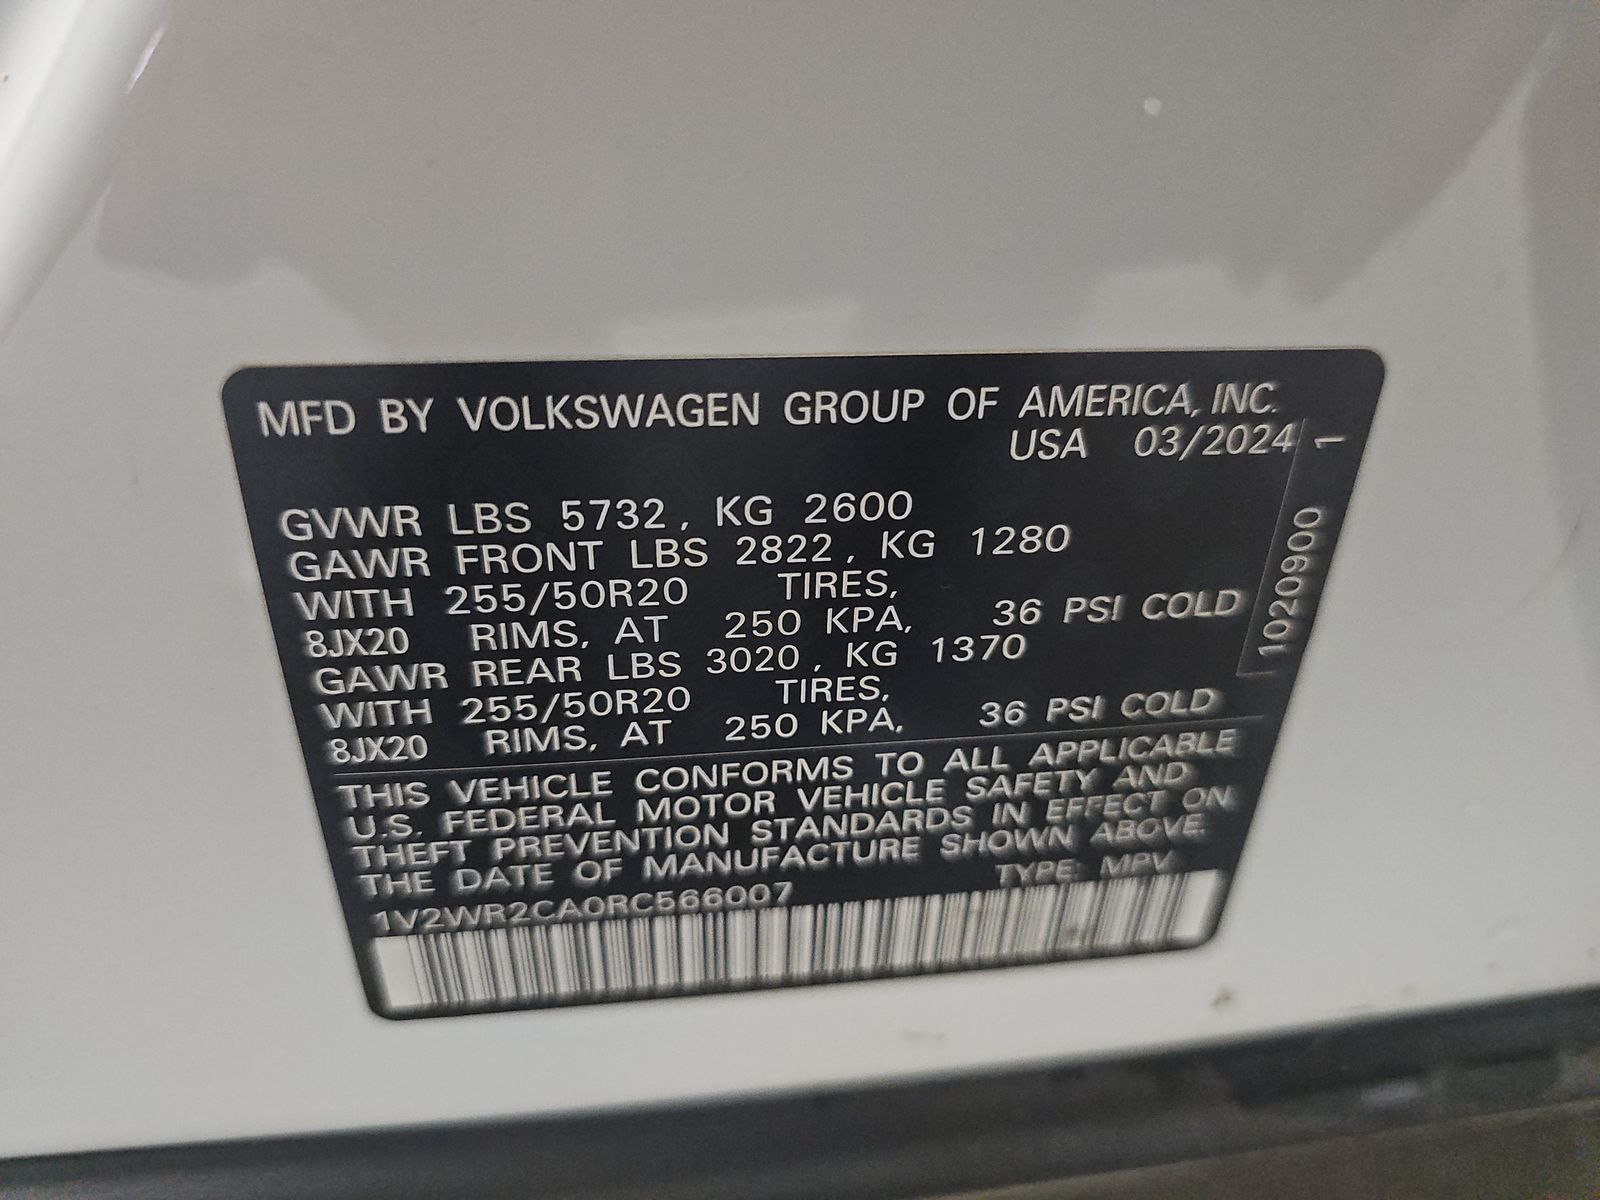 MFD BY VOLKSWAGEN GROUP OF AMERICA, INC.
USA 03/2024
GVWR LBS 5732, KG 2600
GAWR FRONT LBS 2822, KG 1280
WITH 255/50R20 TIRES,
8JX20 RIMS, AT 250 KPA, 36 PSI COLD
GAWR REAR LBS 3020, KG 1370
WITH 255/50R20 TIRES,
8JX20 RIMS, AT 250 KPA, 36 PSI COLD
THIS VEHICLE CONFORMS TO ALL APPLICABLE
U.S. FEDERAL MOTOR VEHICLE SAFETY AND
THEFT PREVENTION STANDARDS IN EFFECT ON
THE DATE OF MANUFACTURE SHOWN ABOVE.
1V2WR2CA0RC566007 TYPE: MPV
1020900 1